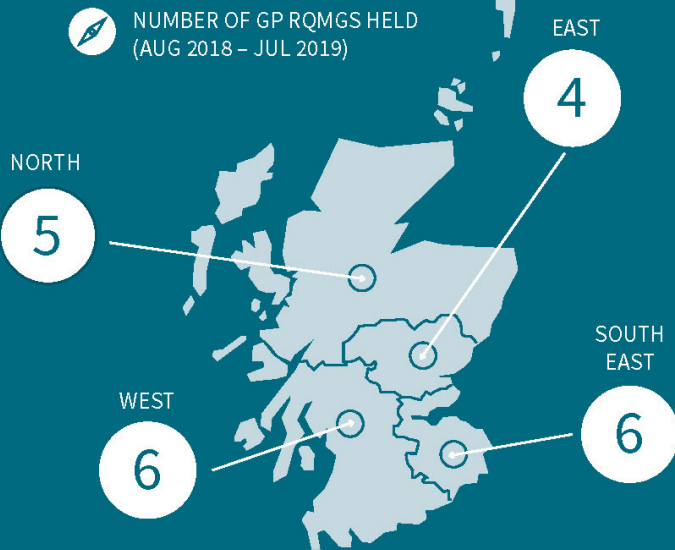 NUMBER OF GP RQMGS HELD
(AUG 2018 – JUL 2019)
EAST
4
NORTH
5
SOUTH
EAST
6
WEST
6